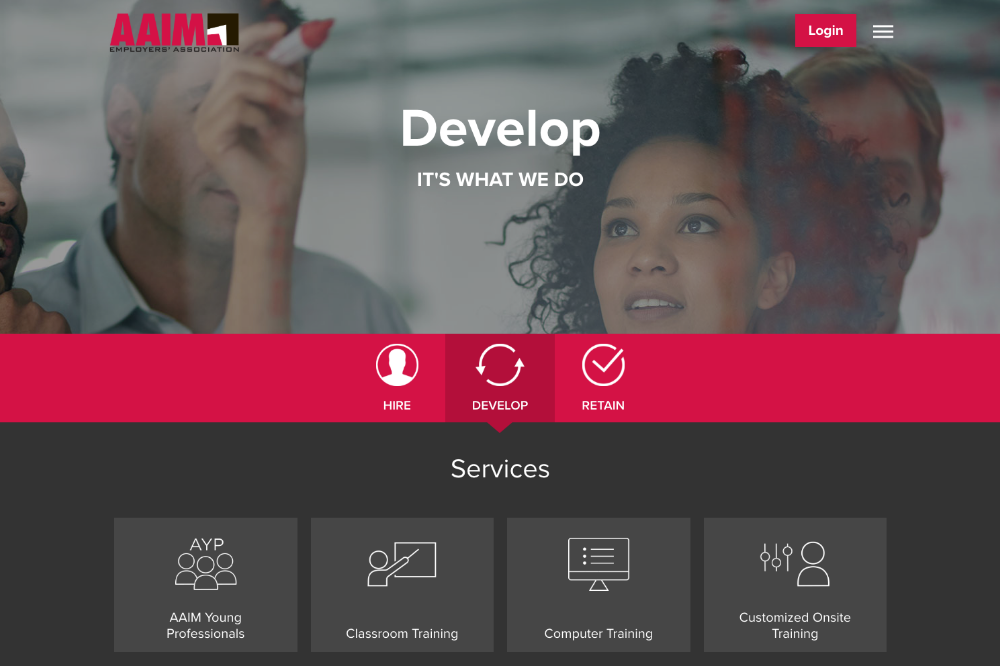 AAIM
EMPLOYERS' ASSOCIATION
Login
Develop
IT'S WHAT WE DO
HIRE
DEVELOP
RETAIN
Services
AYP
AAIM Young
Professionals
Classroom Training
Computer Training
Customized Onsite
Training